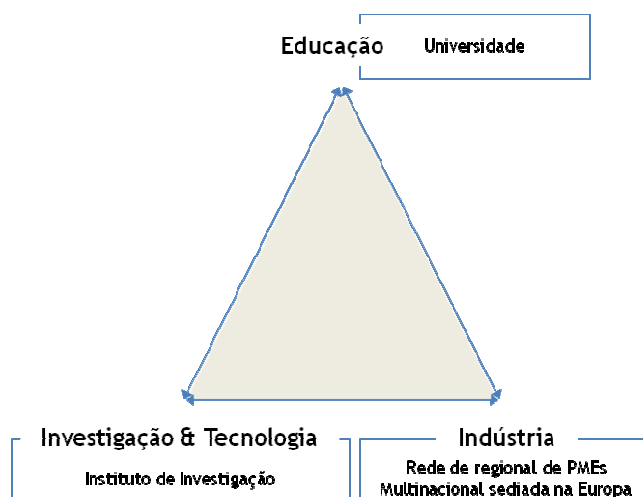 Educação
Universidade
Investigação & Tecnologia
Instituto de Investigação
Indústria
Rede de regional de PMEs
Multinacional sediada na Europa